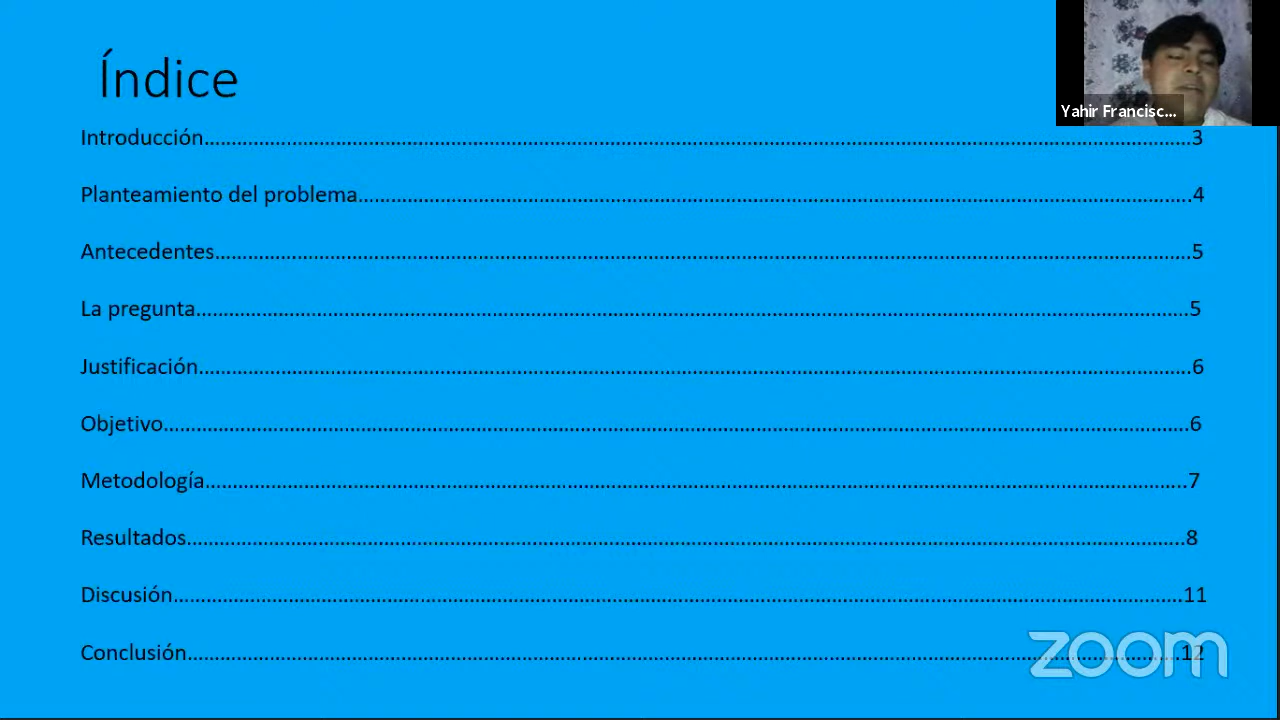 Índice
Yahir Francisc...
Introducción........................................................................3
Planteamiento del problema........................................................................4
Antecedentes........................................................................5
La pregunta........................................................................5
Justificación........................................................................6
Objetivo........................................................................6
Metodología........................................................................7
Resultados........................................................................8
Discusión........................................................................11
Conclusión........................................................................12
zoom